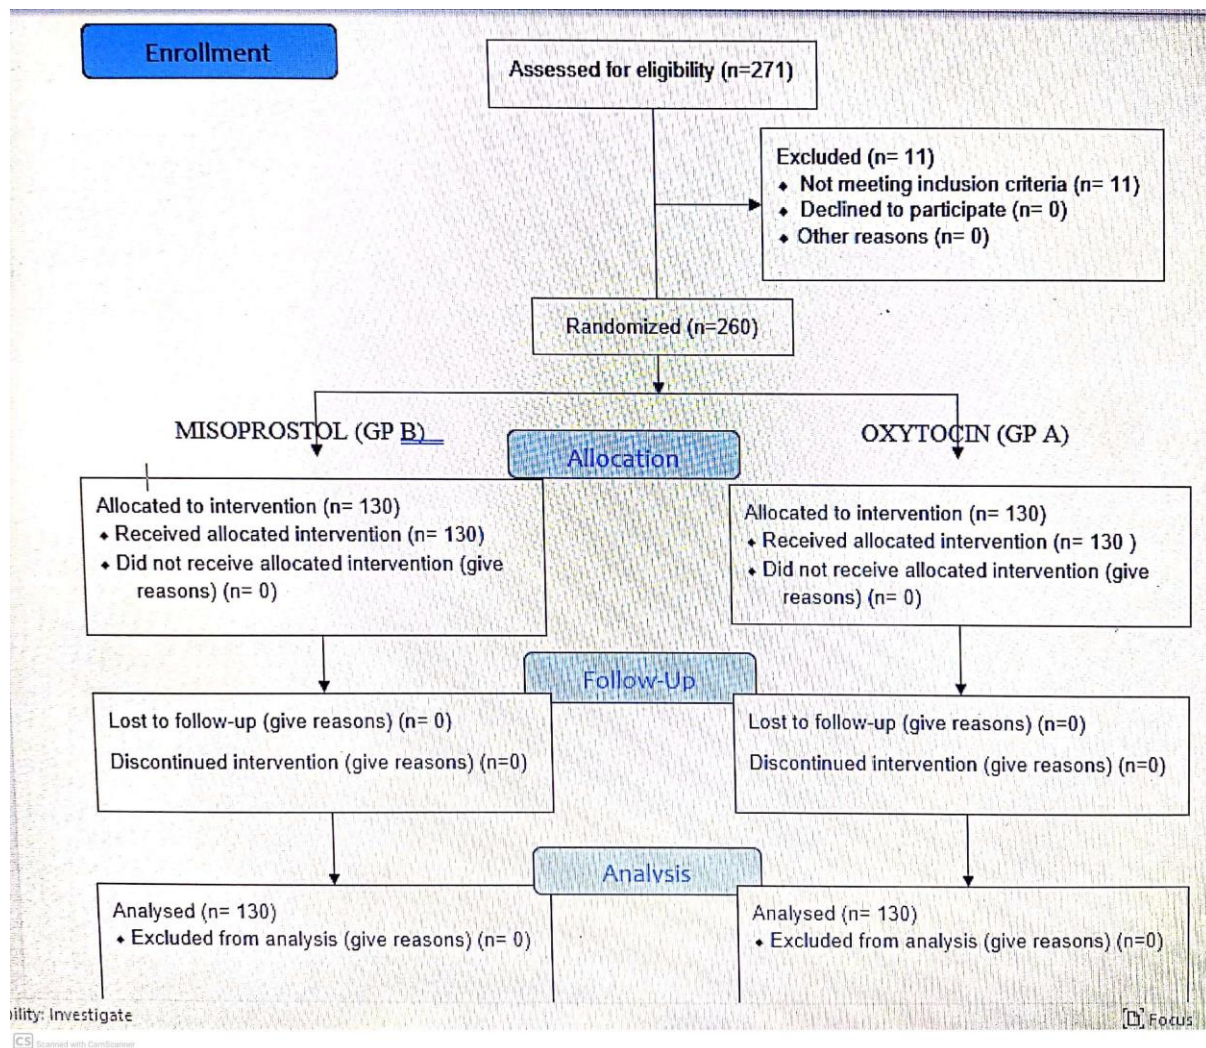 Enrollment
Assessed for eligibility (n=271)
Excluded (n= 11)
♦ Not meeting inclusion criteria (n= 11)
♦ Declined to participate (n= 0)
♦ Other reasons (n= 0)
Randomized (n=260)
MISOPROSTOL (GP B)
OXYTOCIN (GP A)
Allocation
Allocated to intervention (n= 130)
♦ Received allocated intervention (n= 130)
♦ Did not receive allocated intervention (give
reasons) (n= 0)
Allocated to intervention (n= 130)
♦ Received allocated intervention (n= 130 )
♦ Did not receive allocated intervention (give
reasons) (n= 0)
Follow-Up
Lost to follow-up (give reasons) (n= 0)
Discontinued intervention (give reasons) (n=0)
Lost to follow-up (give reasons) (n=0)
Discontinued intervention (give reasons) (n=0)
Analysis
Analysed (n= 130)
♦ Excluded from analysis (give reasons) (n= 0)
Analysed (n= 130)
♦ Excluded from analysis (give reasons) (n=0)
ility: Investigate
Focus
CS Scanned with CamScanner